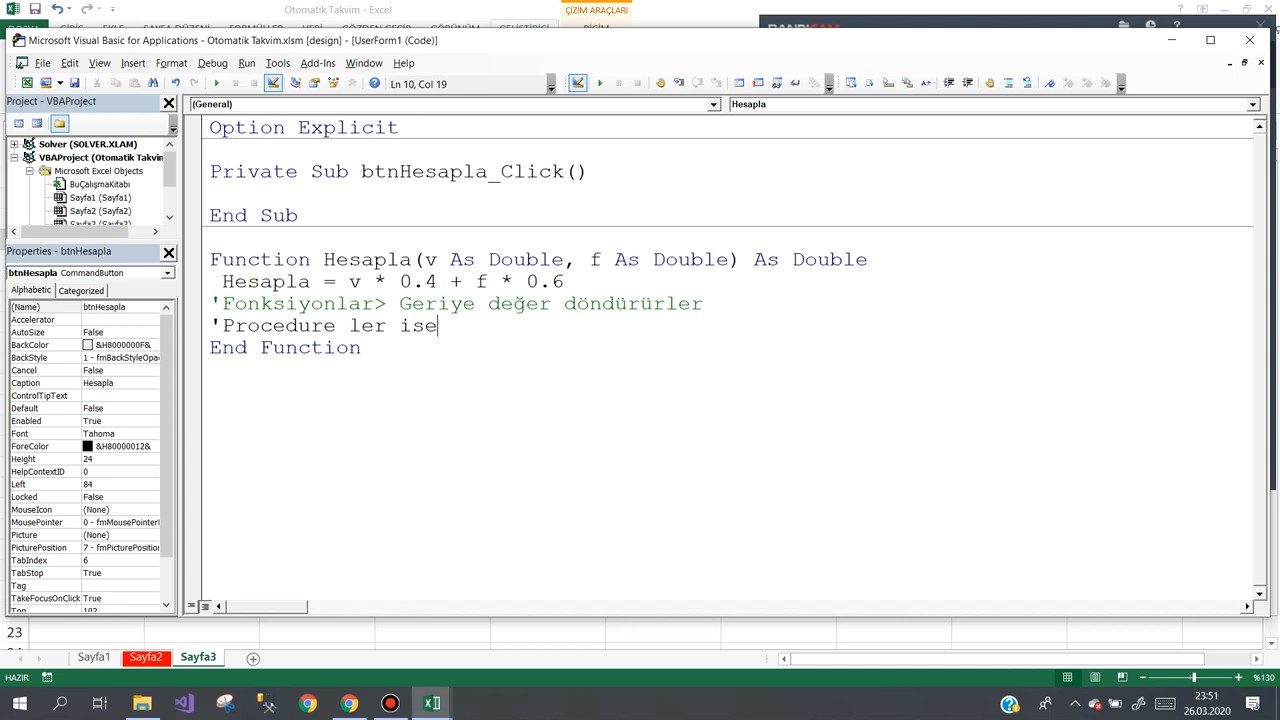 Otomatik Takvim - Excel
ÇİZİM ARAÇLARI
Microsoft Visual Basic for Applications - Otomatik Takvim.xlsm [design] - [UserForm1 (Code)]
File Edit View Insert Format Debug Run Tools Add-Ins Window Help
Ln 10, Col 19
Project - VBAProject
(General)
Hesapla
Solver (SOLVER.XLAM)
VBAProject (Otomatik Takvim
Microsoft Excel Objects
BuÇalışmaKitabı
Sayfa1 (Sayfa1)
Sayfa2 (Sayfa2)
Properties - btnHesapla
btnHesapla CommandButton
Alphabetic Categorized
(Name) btnHesapla
Accelerator
AutoSize False
BackColor &H8000000F&
BackStyle 1 - fmBackStyleOpa
Cancel False
Caption Hesapla
ControlTipText
Default False
Enabled True
Font Tahoma
ForeColor &H80000012&
Height 24
HelpContextID 0
Left 84
Locked False
MouseIcon (None)
MousePointer 0 - fmMousePointerI
Picture (None)
PicturePosition 7 - fmPicturePosition
TabIndex 6
TabStop True
Tag
TakeFocusOnClick True
Top 102
Option Explicit
Private Sub btnHesapla_Click()
End Sub
Function Hesapla(v As Double, f As Double) As Double
Hesapla = v * 0.4 + f * 0.6
'Fonksiyonlar> Geriye değer döndürürler
'Procedure ler ise
End Function
23
Sayfa1 Sayfa2 Sayfa3
HAZIR
%130
23:51
26.03.2020